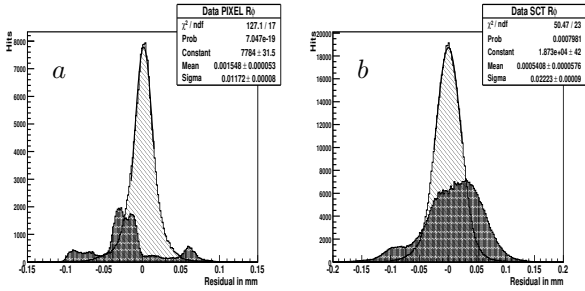 Data PIXEL Rϕ
χ² / ndf 127.1 / 17
Prob 7.047e-19
Constant 7784 ± 31.5
Mean 0.001548 ± 0.000053
Sigma 0.01172 ± 0.00008
Hits
8000
7000
6000
5000
4000
3000
2000
1000
0
a
-0.15 -0.1 -0.05 0 0.05 0.1 0.15
Residual in mm
Data SCT Rϕ
χ² / ndf 50.47 / 23
Prob 0.0007981
Constant 1.873e+04 ± 42
Mean 0.0005408 ± 0.0000576
Sigma 0.02223 ± 0.00009
Hits
20000
18000
16000
14000
12000
10000
8000
6000
4000
2000
0
b
-0.2 -0.15 -0.1 -0.05 -0 0.05 0.1 0.15 0.2
Residual in mm